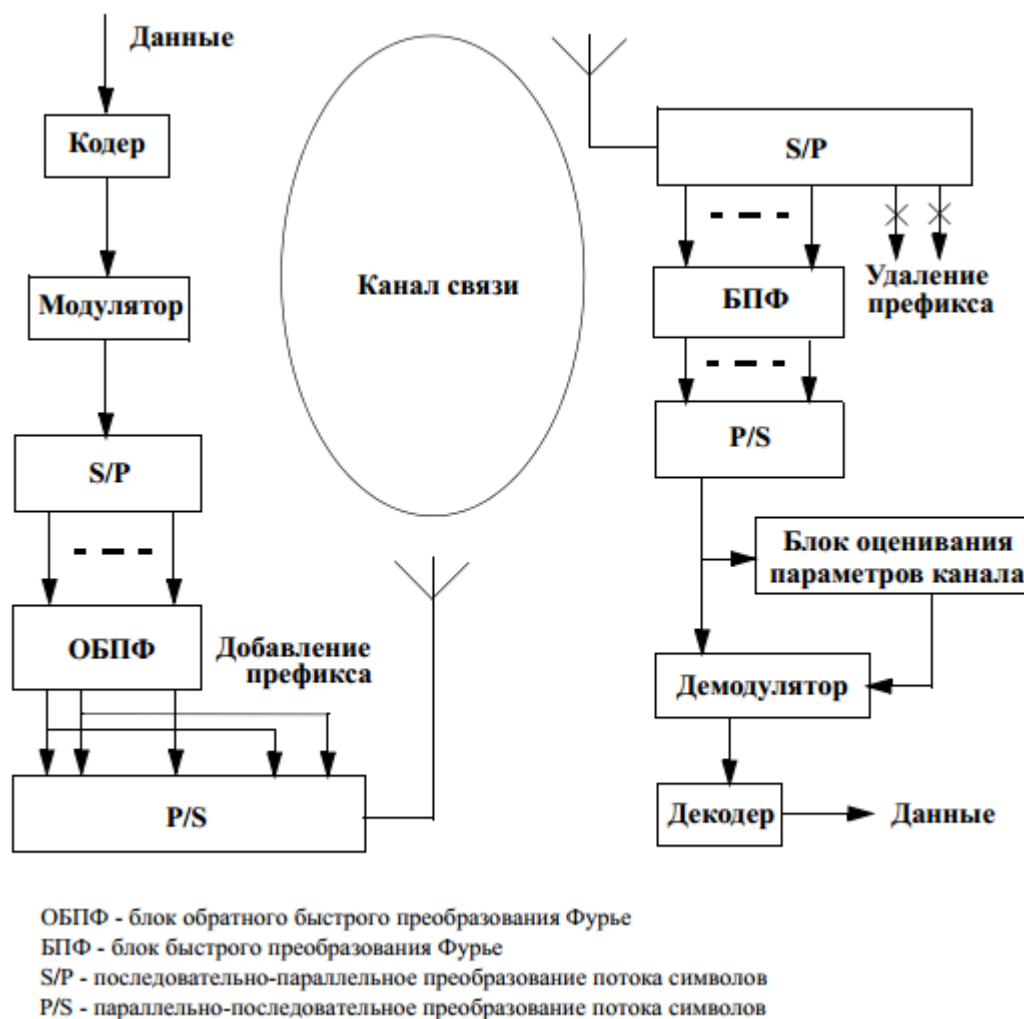 Данные
Кодер
Модулятор
S/P
ОБПФ
Добавление
префикса
P/S
Канал связи
S/P
Удаление
префикса
БПФ
P/S
Блок оценивания
параметров канала
Демодулятор
Декодер
Данные
ОБПФ - блок обратного быстрого преобразования Фурье
БПФ - блок быстрого преобразования Фурье
S/P - последовательно-параллельное преобразование потока символов
P/S - параллельно-последовательное преобразование потока символов